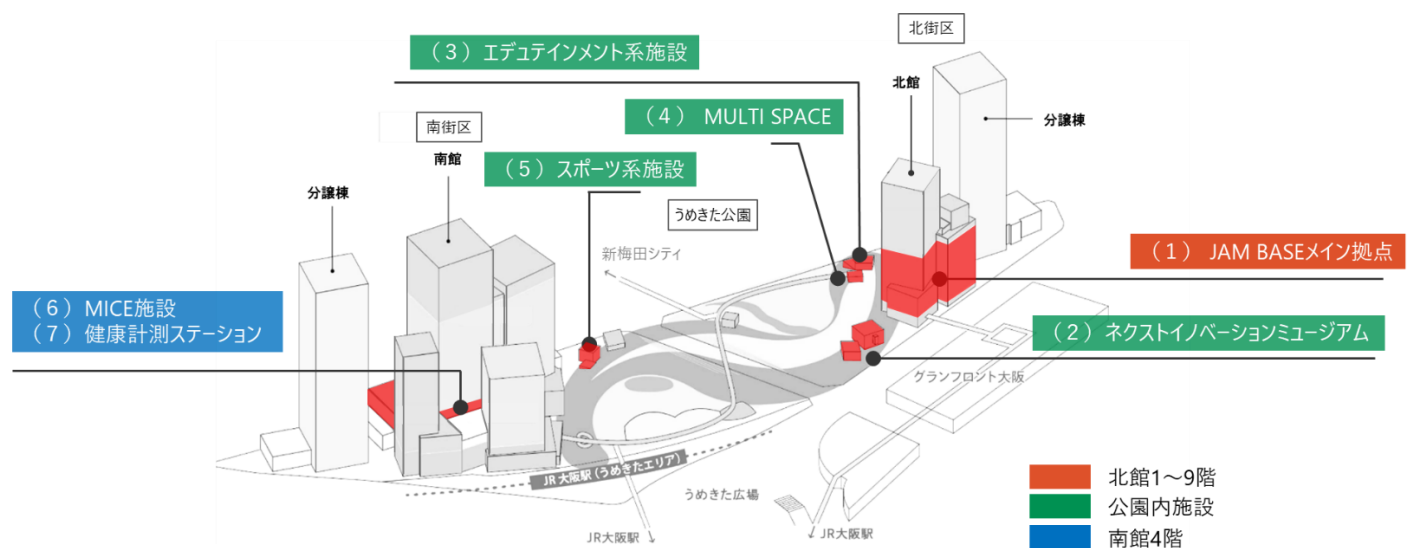 北街区
（３）エデュテインメント系施設
北館
（４） MULTI SPACE
分譲棟
南街区
南館
（５）スポーツ系施設
分譲棟
うめきた公園
新梅田シティ
（１） JAM BASEメイン拠点
（６）MICE施設
（７）健康計測ステーション
（２）ネクストイノベーションミュージアム
グランフロント大阪
JR 大阪駅（うめきたエリア）
うめきた広場
北館1～9階
公園内施設
JR大阪駅
JR大阪駅
南館4階